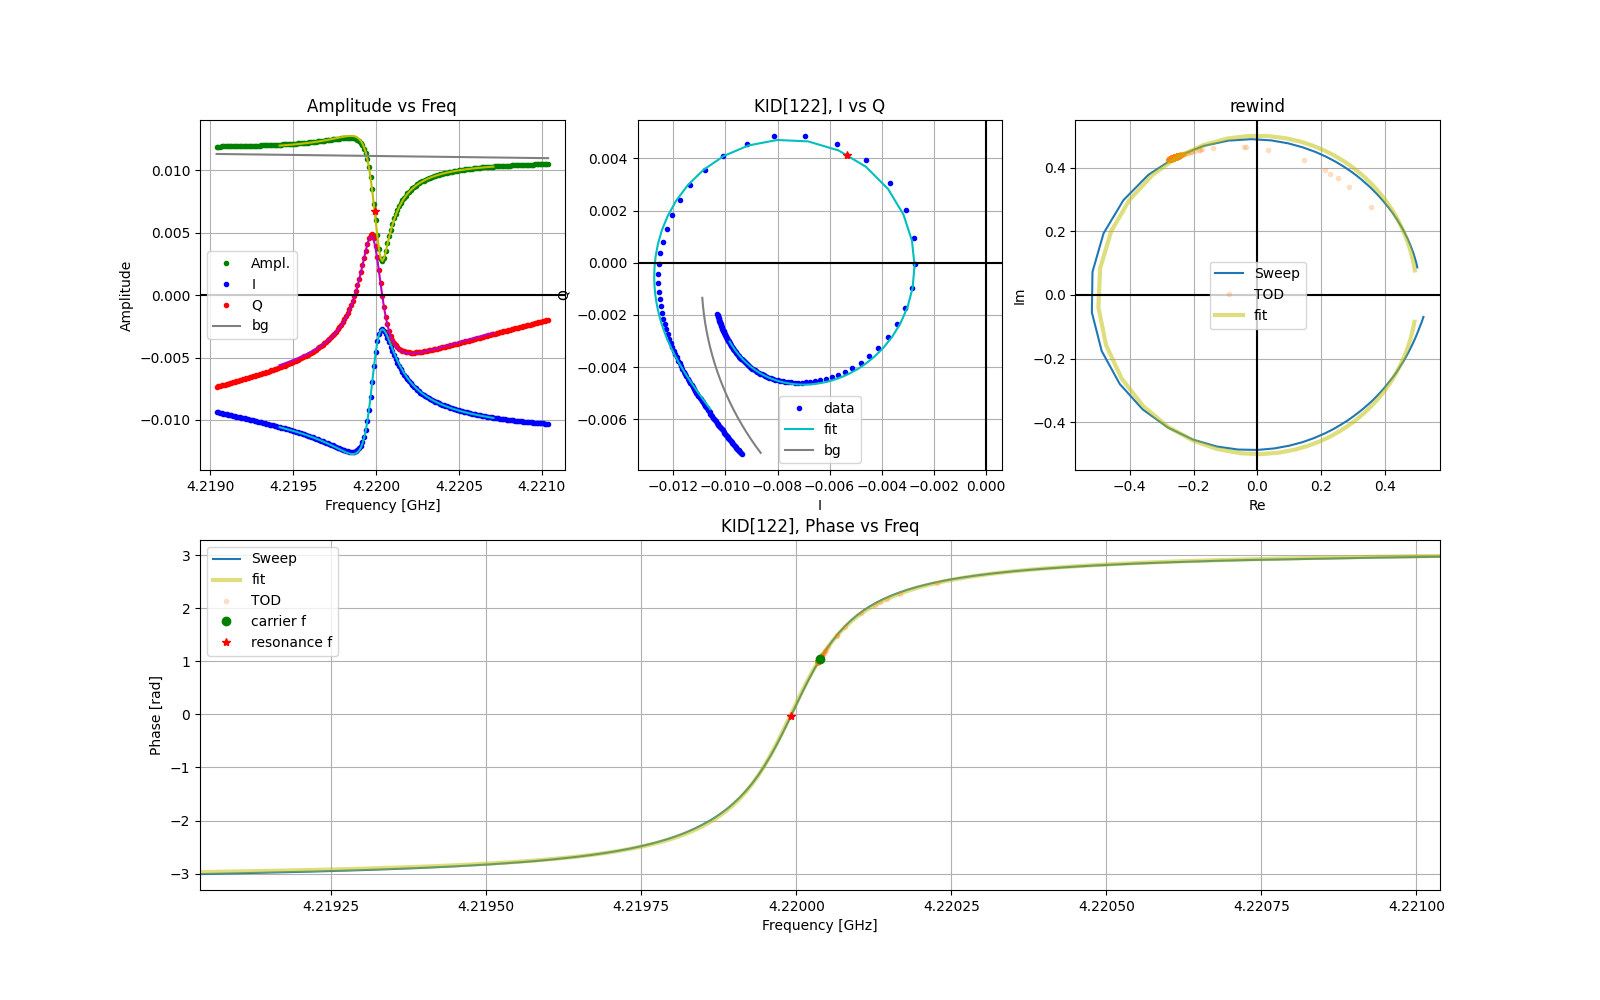 Amplitude vs Freq
Amplitude
0.010
0.005
0.000
−0.005
−0.010
Ampl.
I
Q
bg
4.2190 4.2195 4.2200 4.2205 4.2210
Frequency [GHz]
KID[122], I vs Q
Q
0.004
0.002
0.000
−0.002
−0.004
−0.006
data
fit
bg
−0.012 −0.010 −0.008 −0.006 −0.004 −0.002 0.000
I
rewind
Im
0.4
0.2
0.0
−0.2
−0.4
Sweep
TOD
fit
−0.4 −0.2 0.0 0.2 0.4
Re
KID[122], Phase vs Freq
Phase [rad]
3
2
1
0
−1
−2
−3
Sweep
fit
TOD
carrier f
resonance f
4.21925 4.21950 4.21975 4.22000 4.22025 4.22050 4.22075 4.22100
Frequency [GHz]